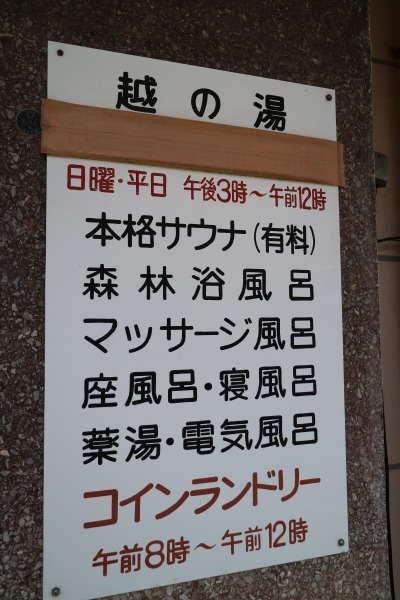 越の湯
日曜・平日 午後3時～午前12時
本格サウナ(有料)
森林浴風呂
マッサージ風呂
座風呂・寝風呂
薬湯・電気風呂
コインランドリー
午前8時～午前12時